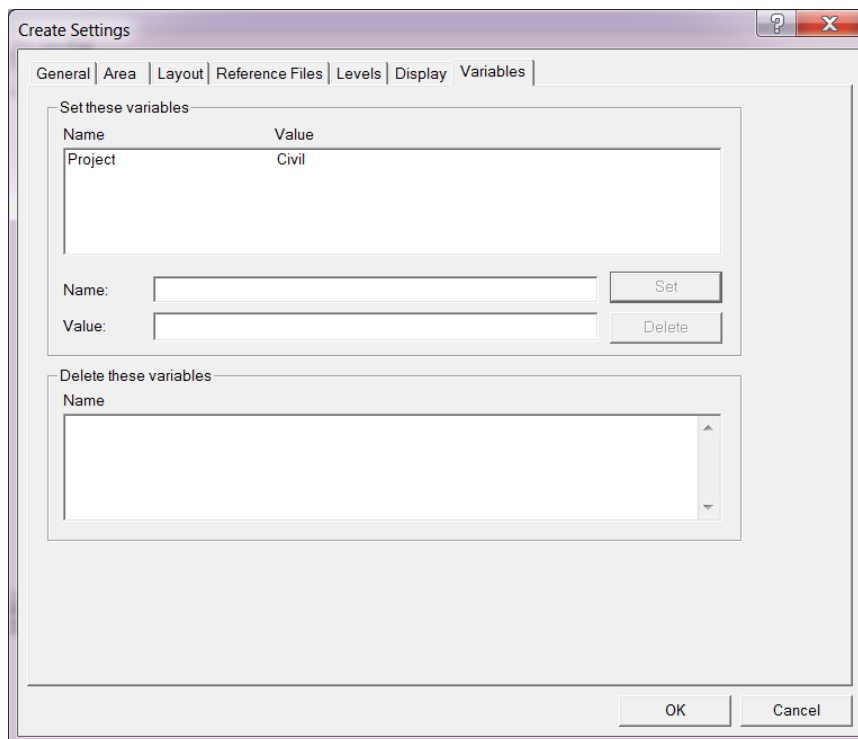 Create Settings
General Area Layout Reference Files Levels Display Variables
Set these variables
Name Value
Project Civil
Name: Set
Value: Delete
Delete these variables
Name
OK Cancel